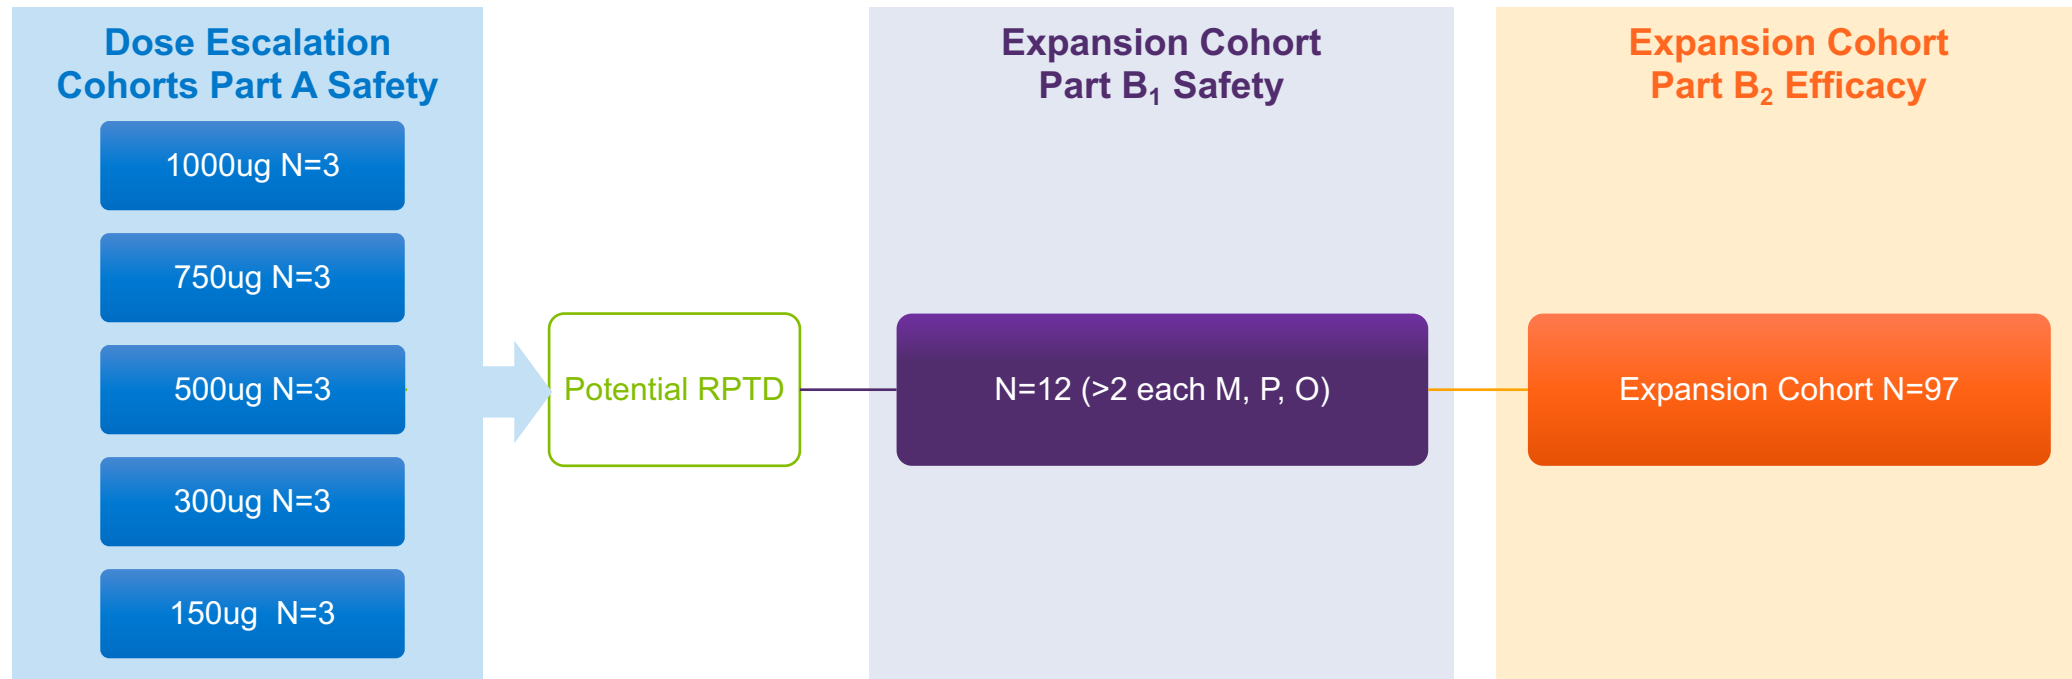 Dose Escalation
Cohorts Part A Safety
1000ug N=3
750ug N=3
500ug N=3
300ug N=3
150ug  N=3
Potential RPTD
Expansion Cohort
Part B₁ Safety
N=12 (>2 each M, P, O)
Expansion Cohort
Part B₂ Efficacy
Expansion Cohort N=97